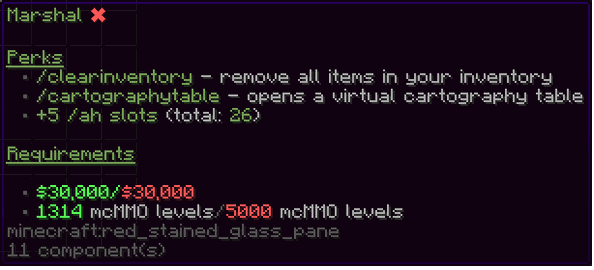 Marshal ✖
Perks
• /clearinventory – remove all items in your inventory
• /cartographytable – opens a virtual cartography table
• +5 /ah slots (total: 26)
Requirements
• $30,000/$30,000
• 1314 mcMMO levels/5000 mcMMO levels
minecraft:red_stained_glass_pane
11 component(s)